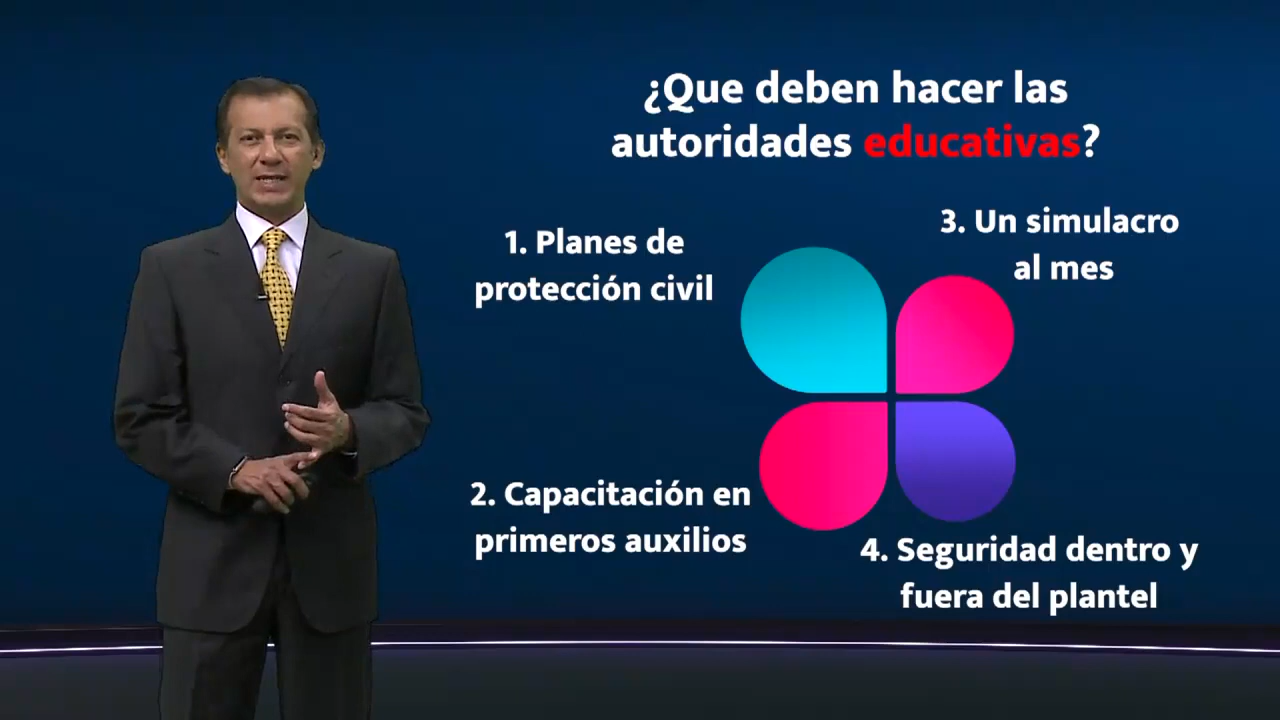 ¿Que deben hacer las
autoridades educativas?
1. Planes de
protección civil
2. Capacitación en
primeros auxilios
3. Un simulacro
al mes
4. Seguridad dentro y
fuera del plantel